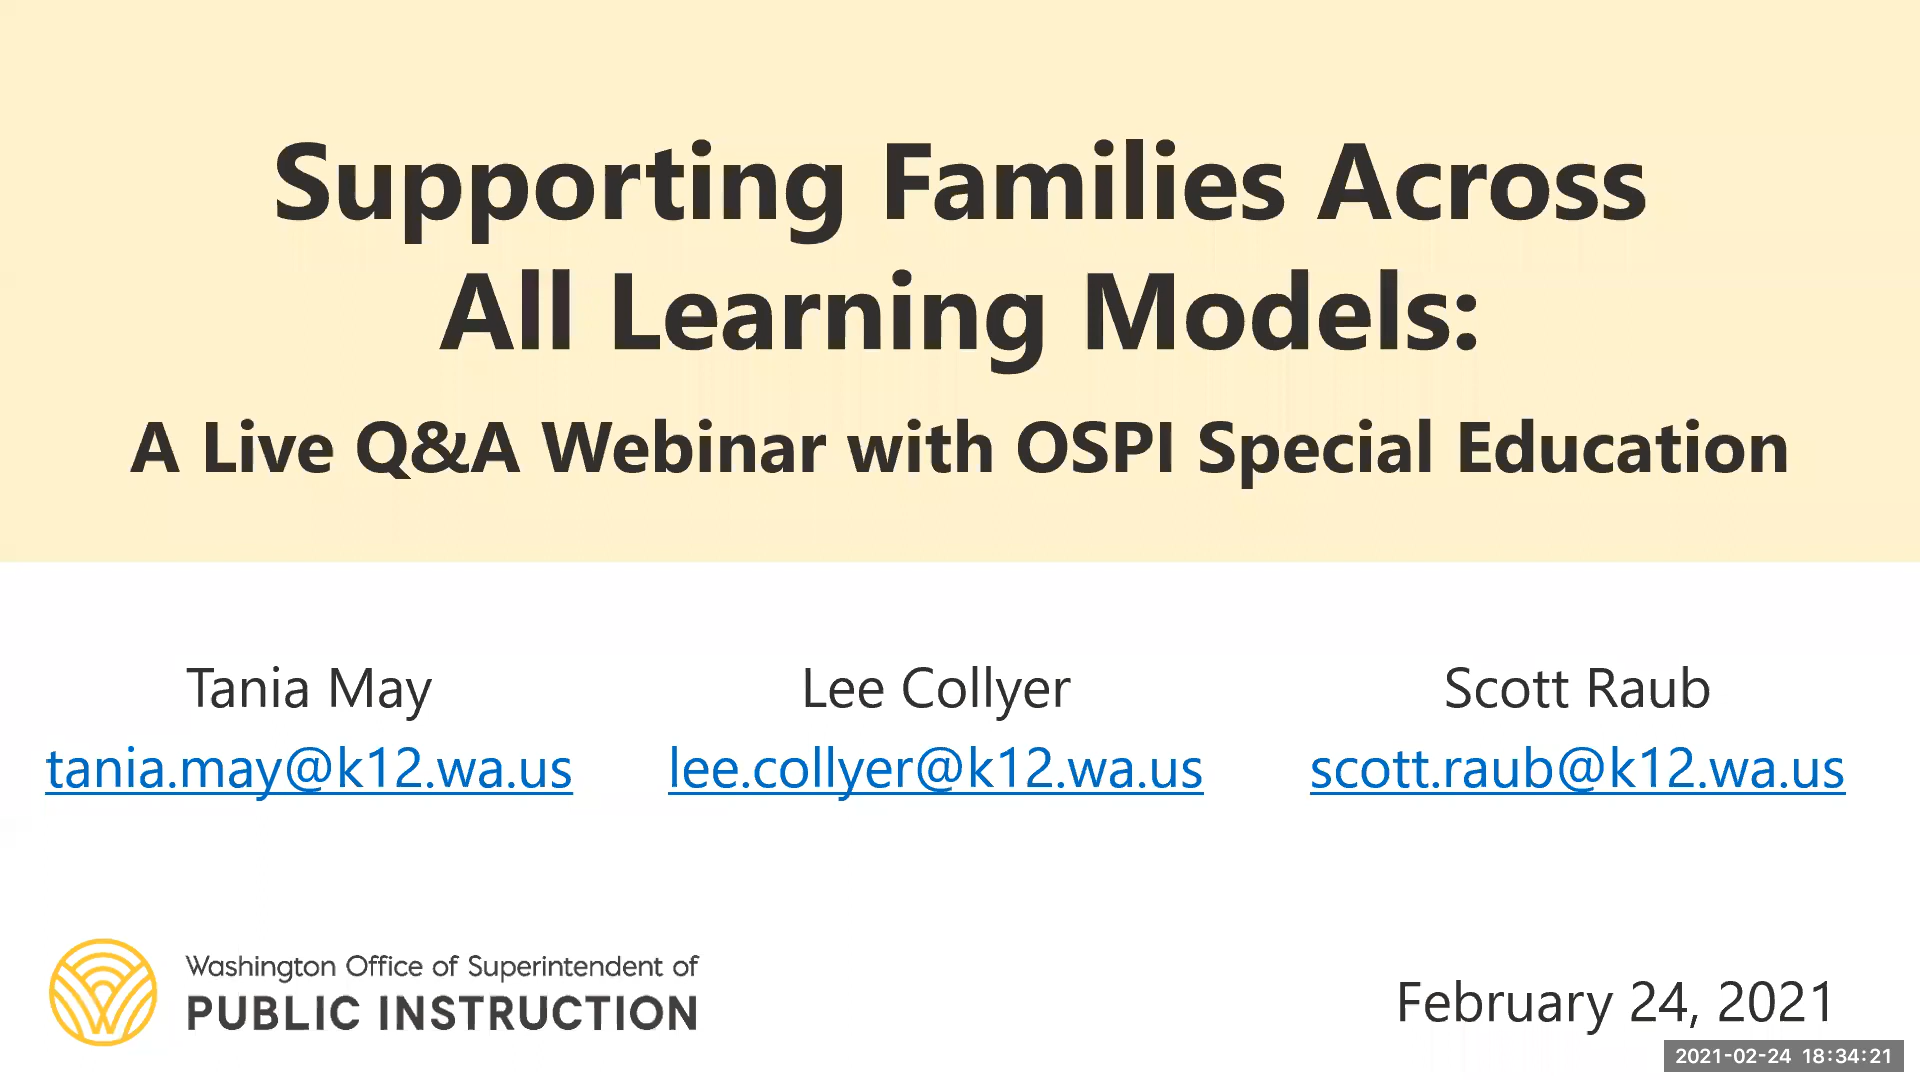 Supporting Families Across
All Learning Models:
A Live Q&A Webinar with OSPI Special Education
Tania May
tania.may@k12.wa.us
Lee Collyer
lee.collyer@k12.wa.us
Scott Raub
scott.raub@k12.wa.us
Washington Office of Superintendent of
PUBLIC INSTRUCTION
February 24, 2021
2021-02-24 18:34:21